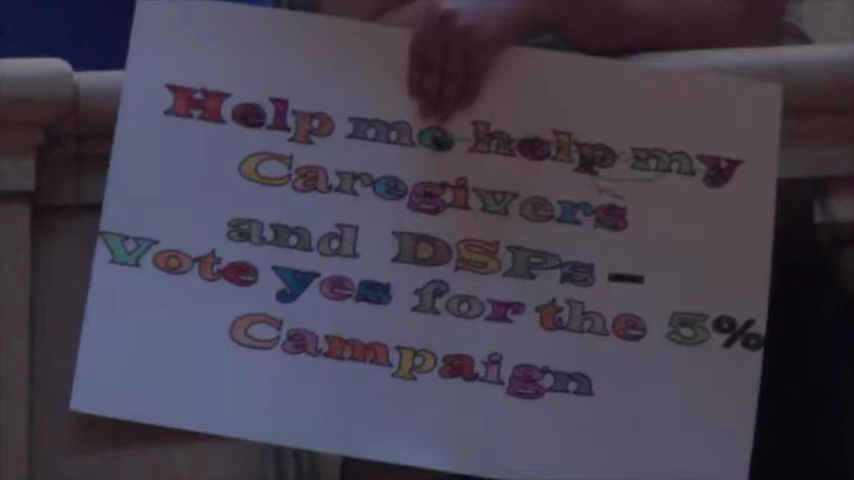 Help me help my
Caregivers
and DSPs –
Vote yes for the 5%
Campaign